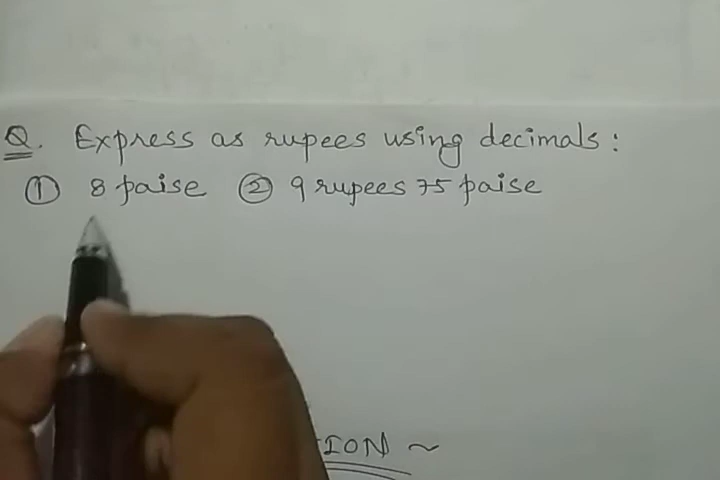 Q. Express as rupees using decimals :
① 8 paise ② 9 rupees 75 paise
~